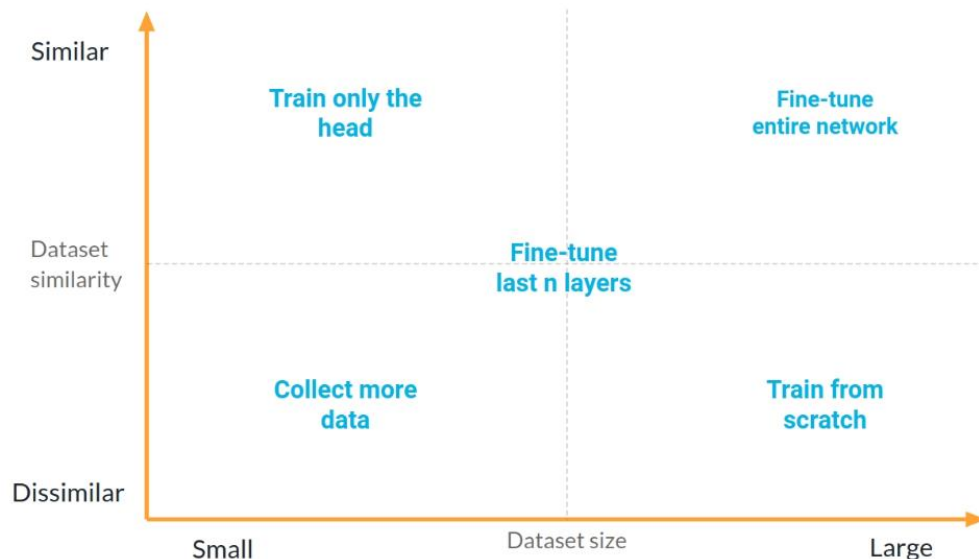 Similar
Train only the
head
Fine-tune
entire network
Dataset
similarity
Fine-tune
last n layers
Collect more
data
Train from
scratch
Dissimilar
Small
Dataset size
Large